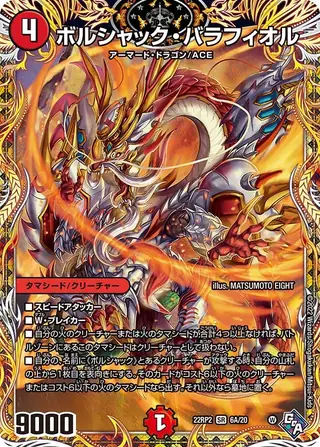 4
ボルシャック・バラフィオル
アーマード・ドラゴン/ACE
illus. MATSUMOTO EIGHT
タマシード/クリーチャー
■スピードアタッカー
■W・ブレイカー
■自分の火のクリーチャーまたは火のタマシードが合計4つ以上なければ、バト
ルゾーンにあるこのクリーチャーはクリーチャーとして扱わない。
■自分の、名前に《ボルシャック》とあるクリーチャーが攻撃する時、自分の山札
の上から1枚目を表向きにする。そのカードがコスト6以下の火のクリーチャー
またはコスト6以下の火のタマシードなら出す。それ以外なら墓地に置く。
9000
1
22RP2 SR 6A/20
W